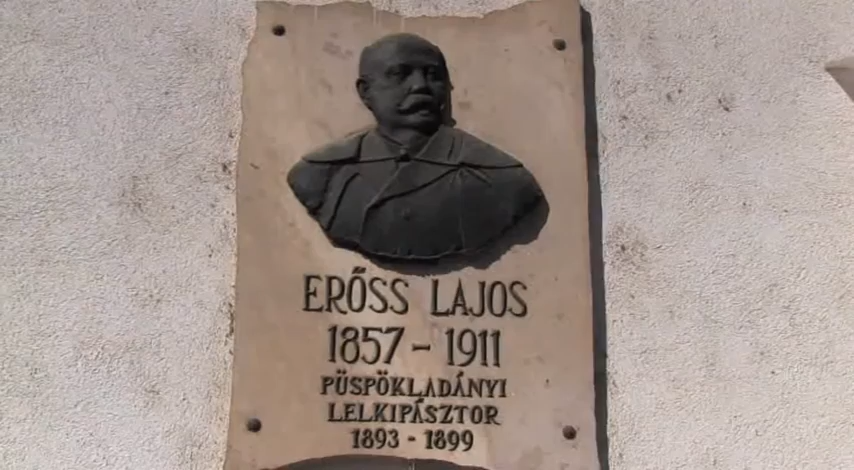 ERŐSS LAJOS
1857 - 1911
PÜSPÖKLADÁNYI
LELKIPÁSZTOR
1893 - 1899